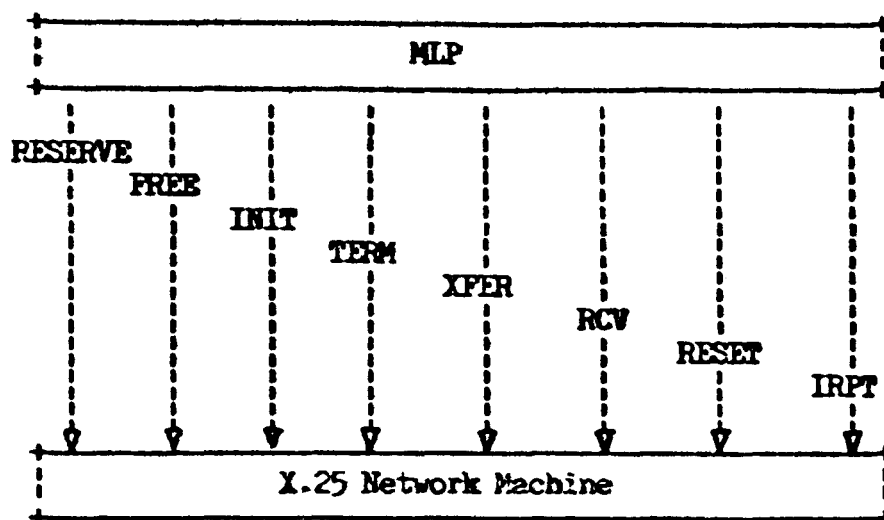 MLP
RESERVE
FREE
INIT
TERM
XFER
RCV
RESET
IRPT
X.25 Network Machine